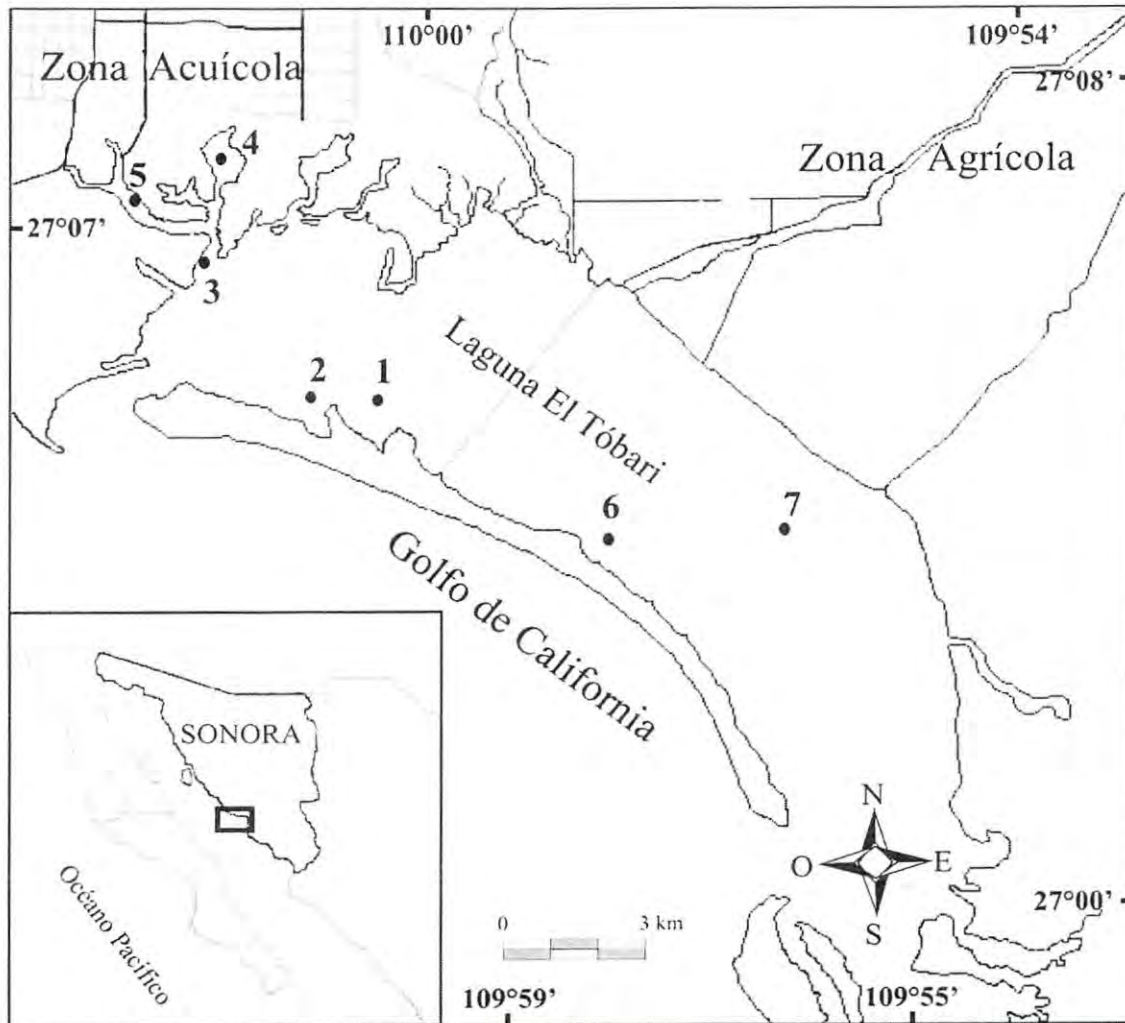 110°00’
109°54’
Zona Acuícola
27°08’
4
Zona Agrícola
5
27°07’
3
Laguna El Tóbari
2
1
6
7
Golfo de California
SONORA
N
O
E
S
27°00’
Océano Pacífico
0
3 km
109°59’
109°55’